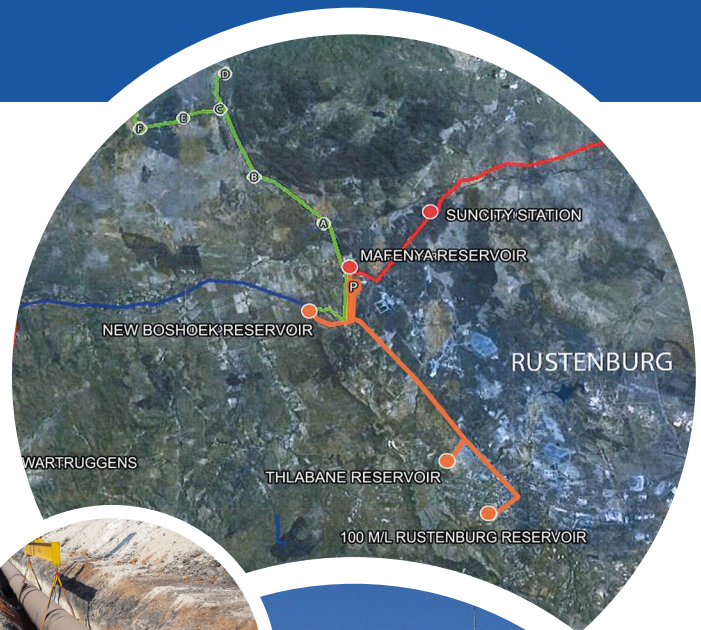 D
C
E
F
B
A
SUNCITY STATION
MAFENYA RESERVOIR
P
NEW BOSHOEK RESERVOIR
RUSTENBURG
WARTRUGGENS
THLABANE RESERVOIR
100 M/L RUSTENBURG RESERVOIR